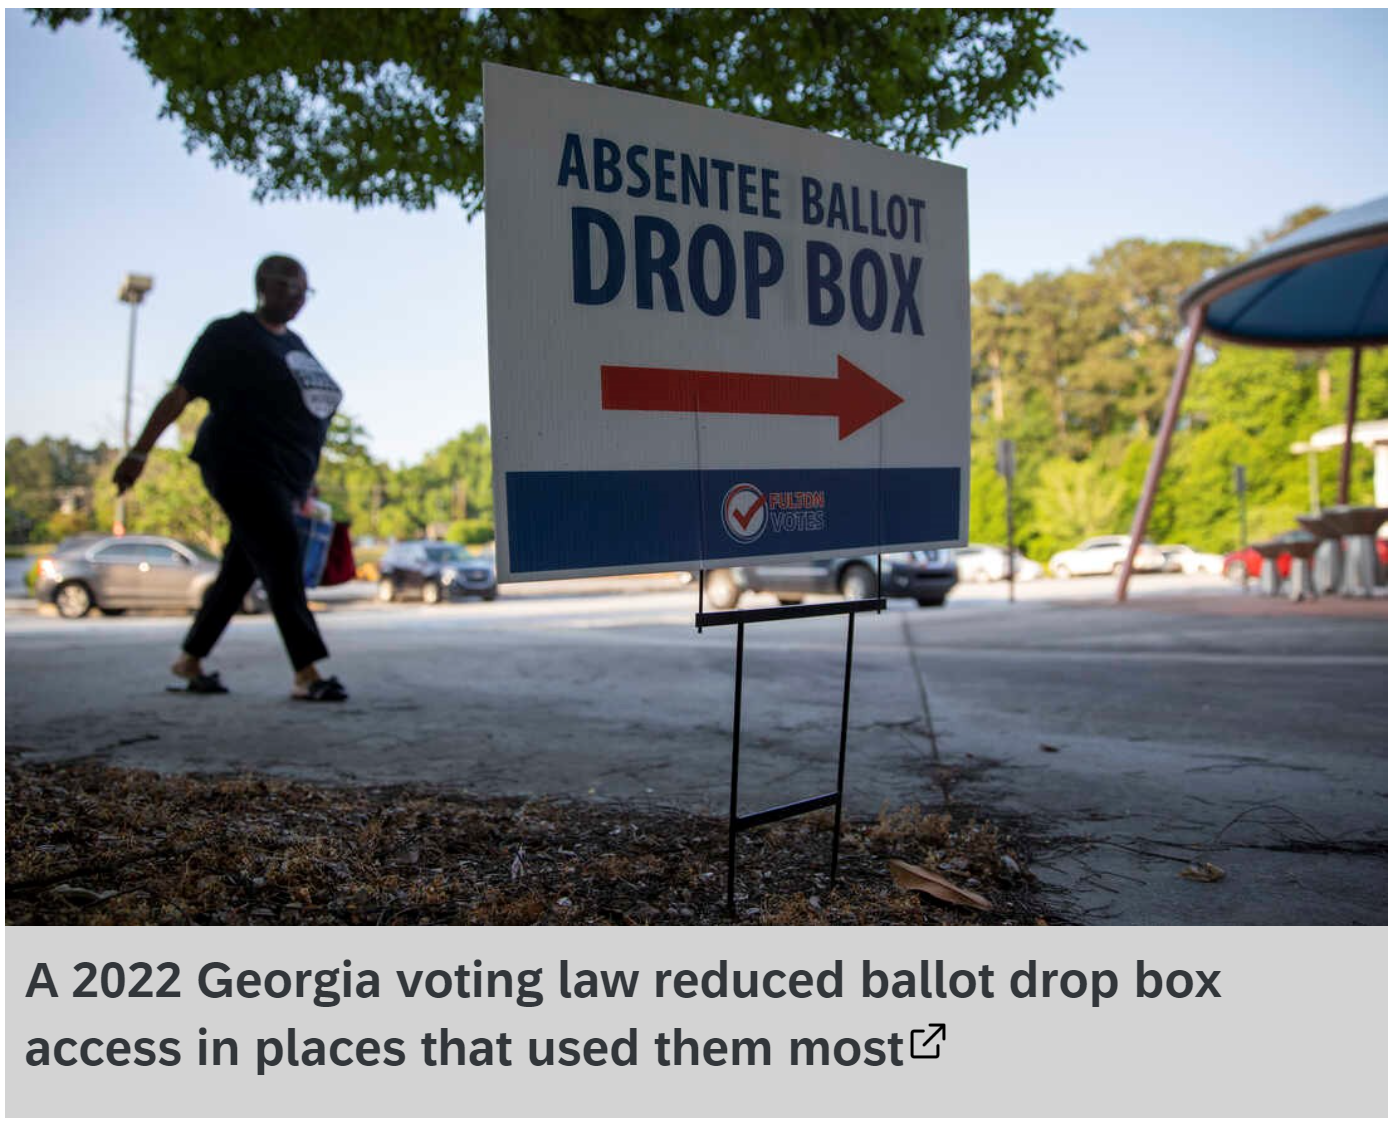 ABSENTEE BALLOT
DROP BOX
FULTON
VOTES
A 2022 Georgia voting law reduced ballot drop box
access in places that used them most